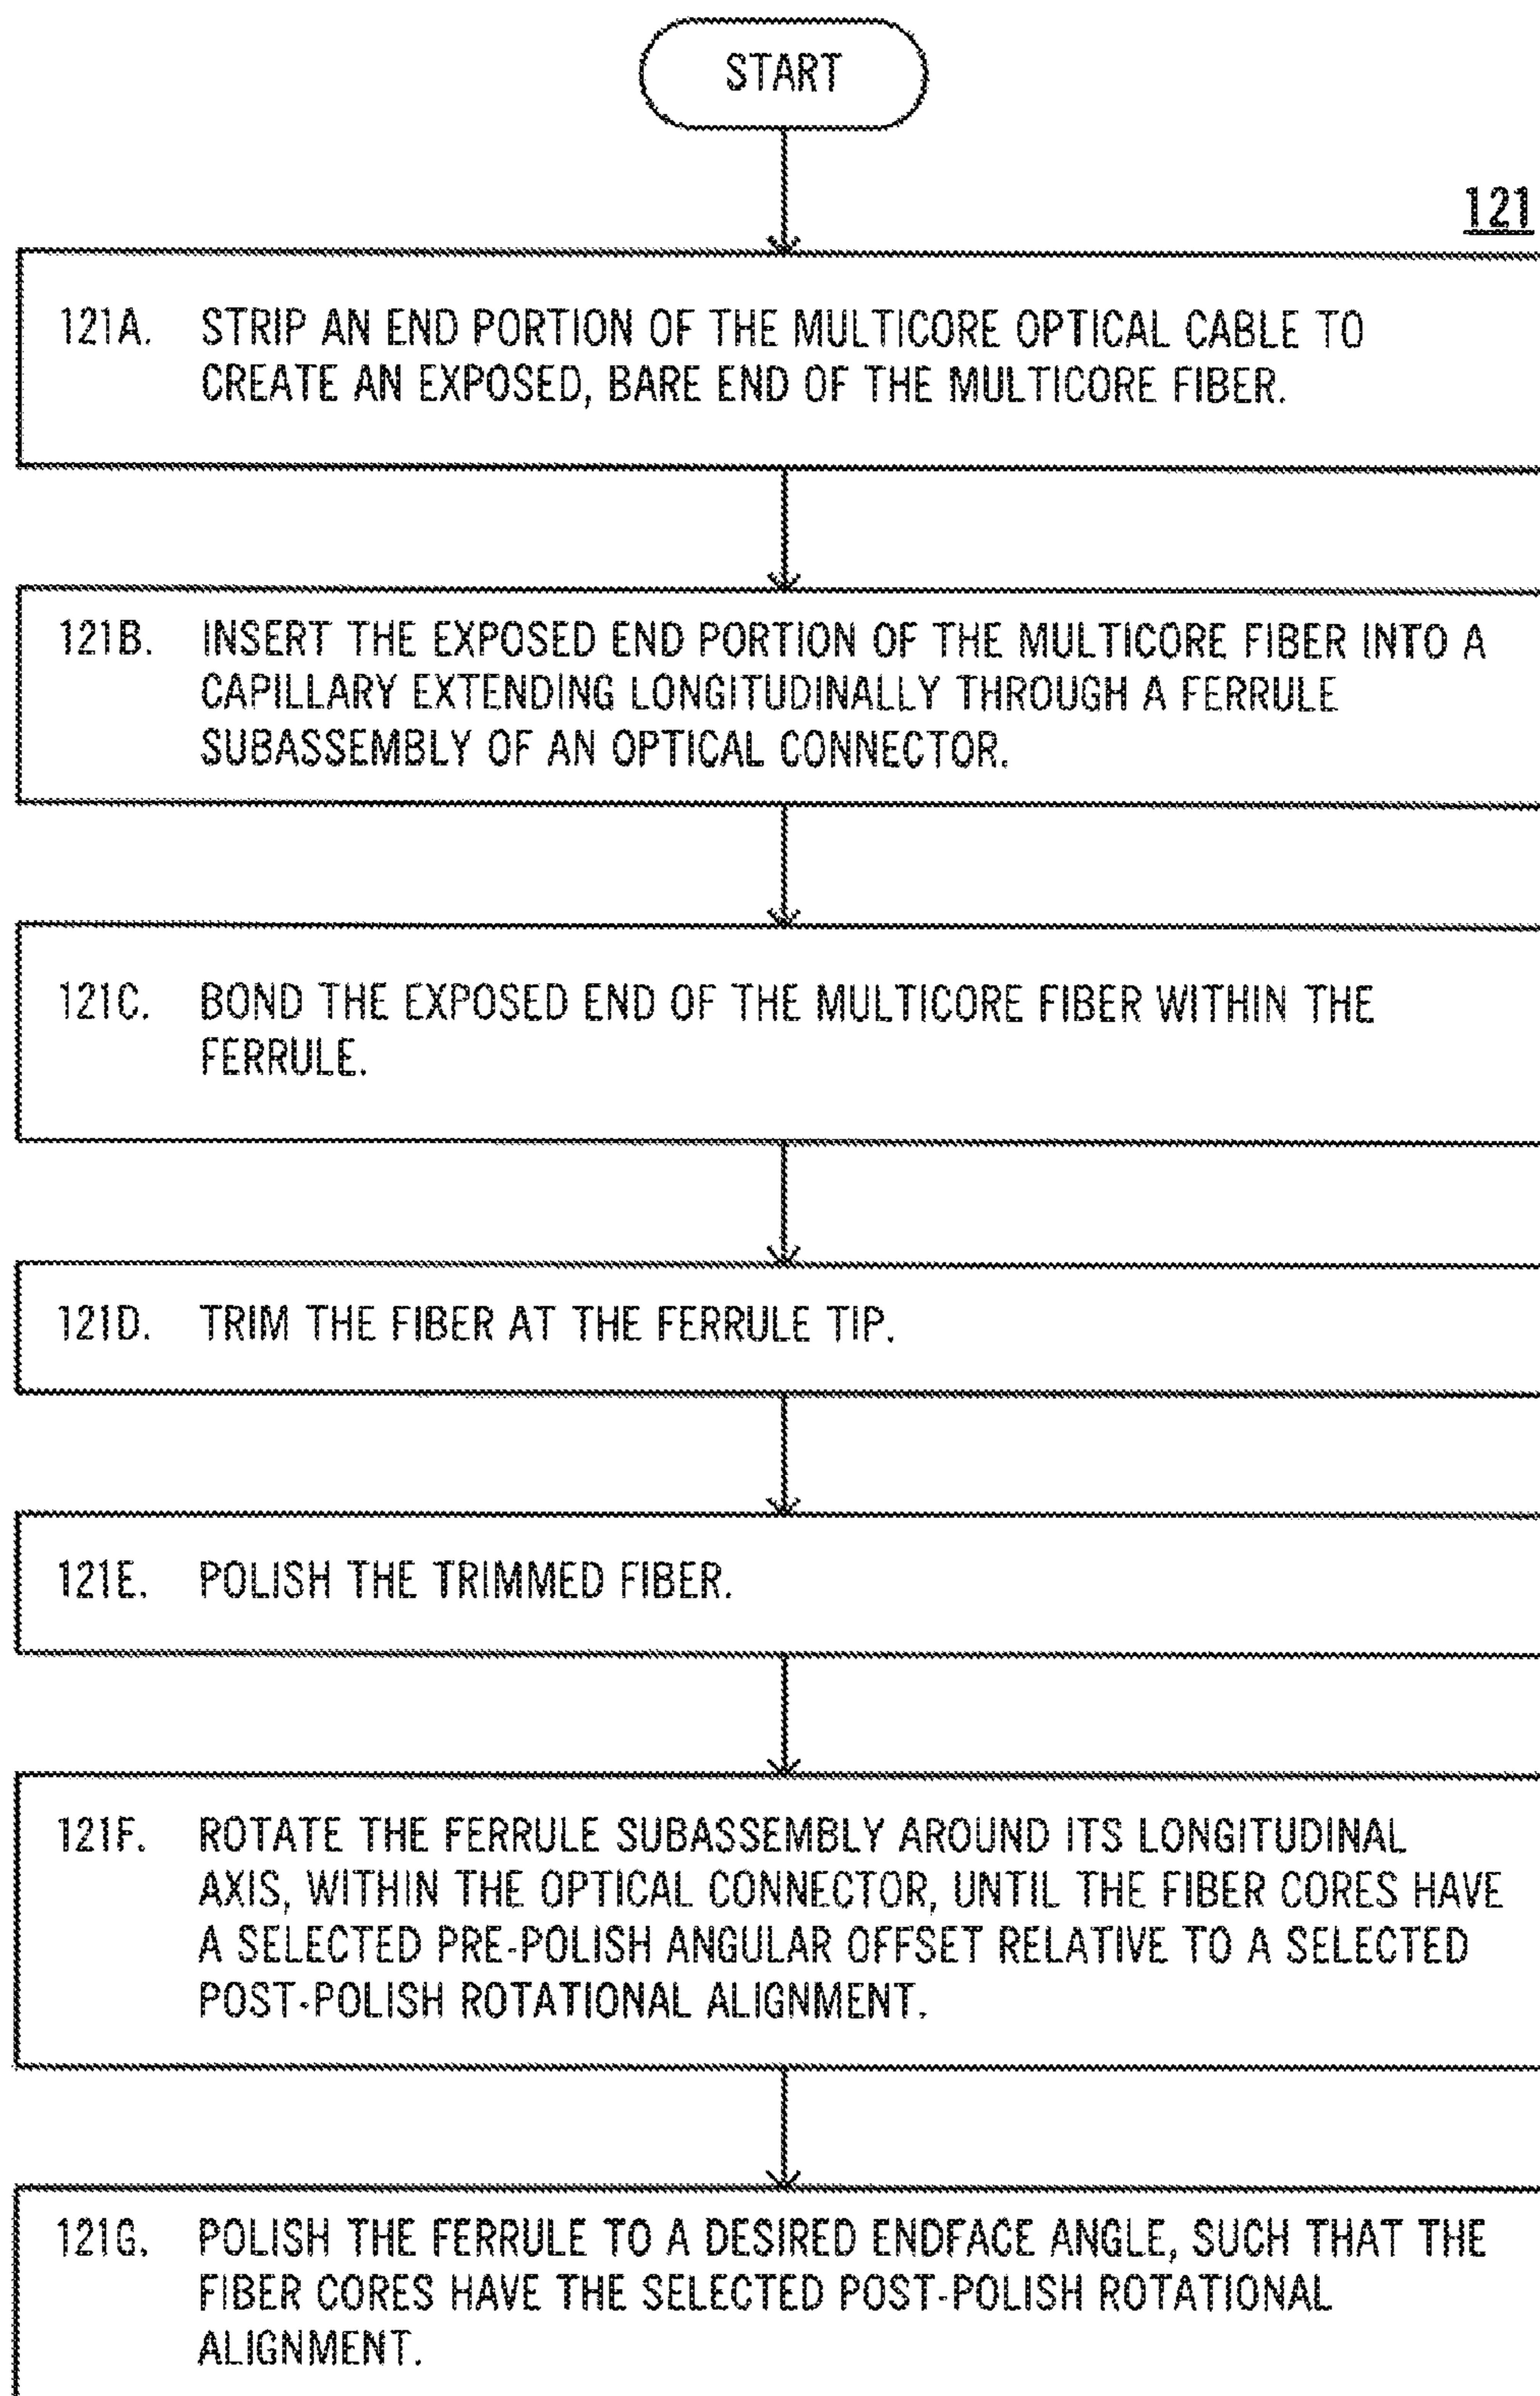 START
121
121A. STRIP AN END PORTION OF THE MULTICORE OPTICAL CABLE TO
CREATE AN EXPOSED, BARE END OF THE MULTICORE FIBER.
121B. INSERT THE EXPOSED END PORTION OF THE MULTICORE FIBER INTO A
CAPILLARY EXTENDING LONGITUDINALLY THROUGH A FERRULE
SUBASSEMBLY OF AN OPTICAL CONNECTOR.
121C. BOND THE EXPOSED END OF THE MULTICORE FIBER WITHIN THE
FERRULE.
121D. TRIM THE FIBER AT THE FERRULE TIP.
121E. POLISH THE TRIMMED FIBER.
121F. ROTATE THE FERRULE SUBASSEMBLY AROUND ITS LONGITUDINAL
AXIS, WITHIN THE OPTICAL CONNECTOR, UNTIL THE FIBER CORES HAVE
A SELECTED PRE-POLISH ANGULAR OFFSET RELATIVE TO A SELECTED
POST-POLISH ROTATIONAL ALIGNMENT.
121G. POLISH THE FERRULE TO A DESIRED ENDFACE ANGLE, SUCH THAT THE
FIBER CORES HAVE THE SELECTED POST-POLISH ROTATIONAL
ALIGNMENT.